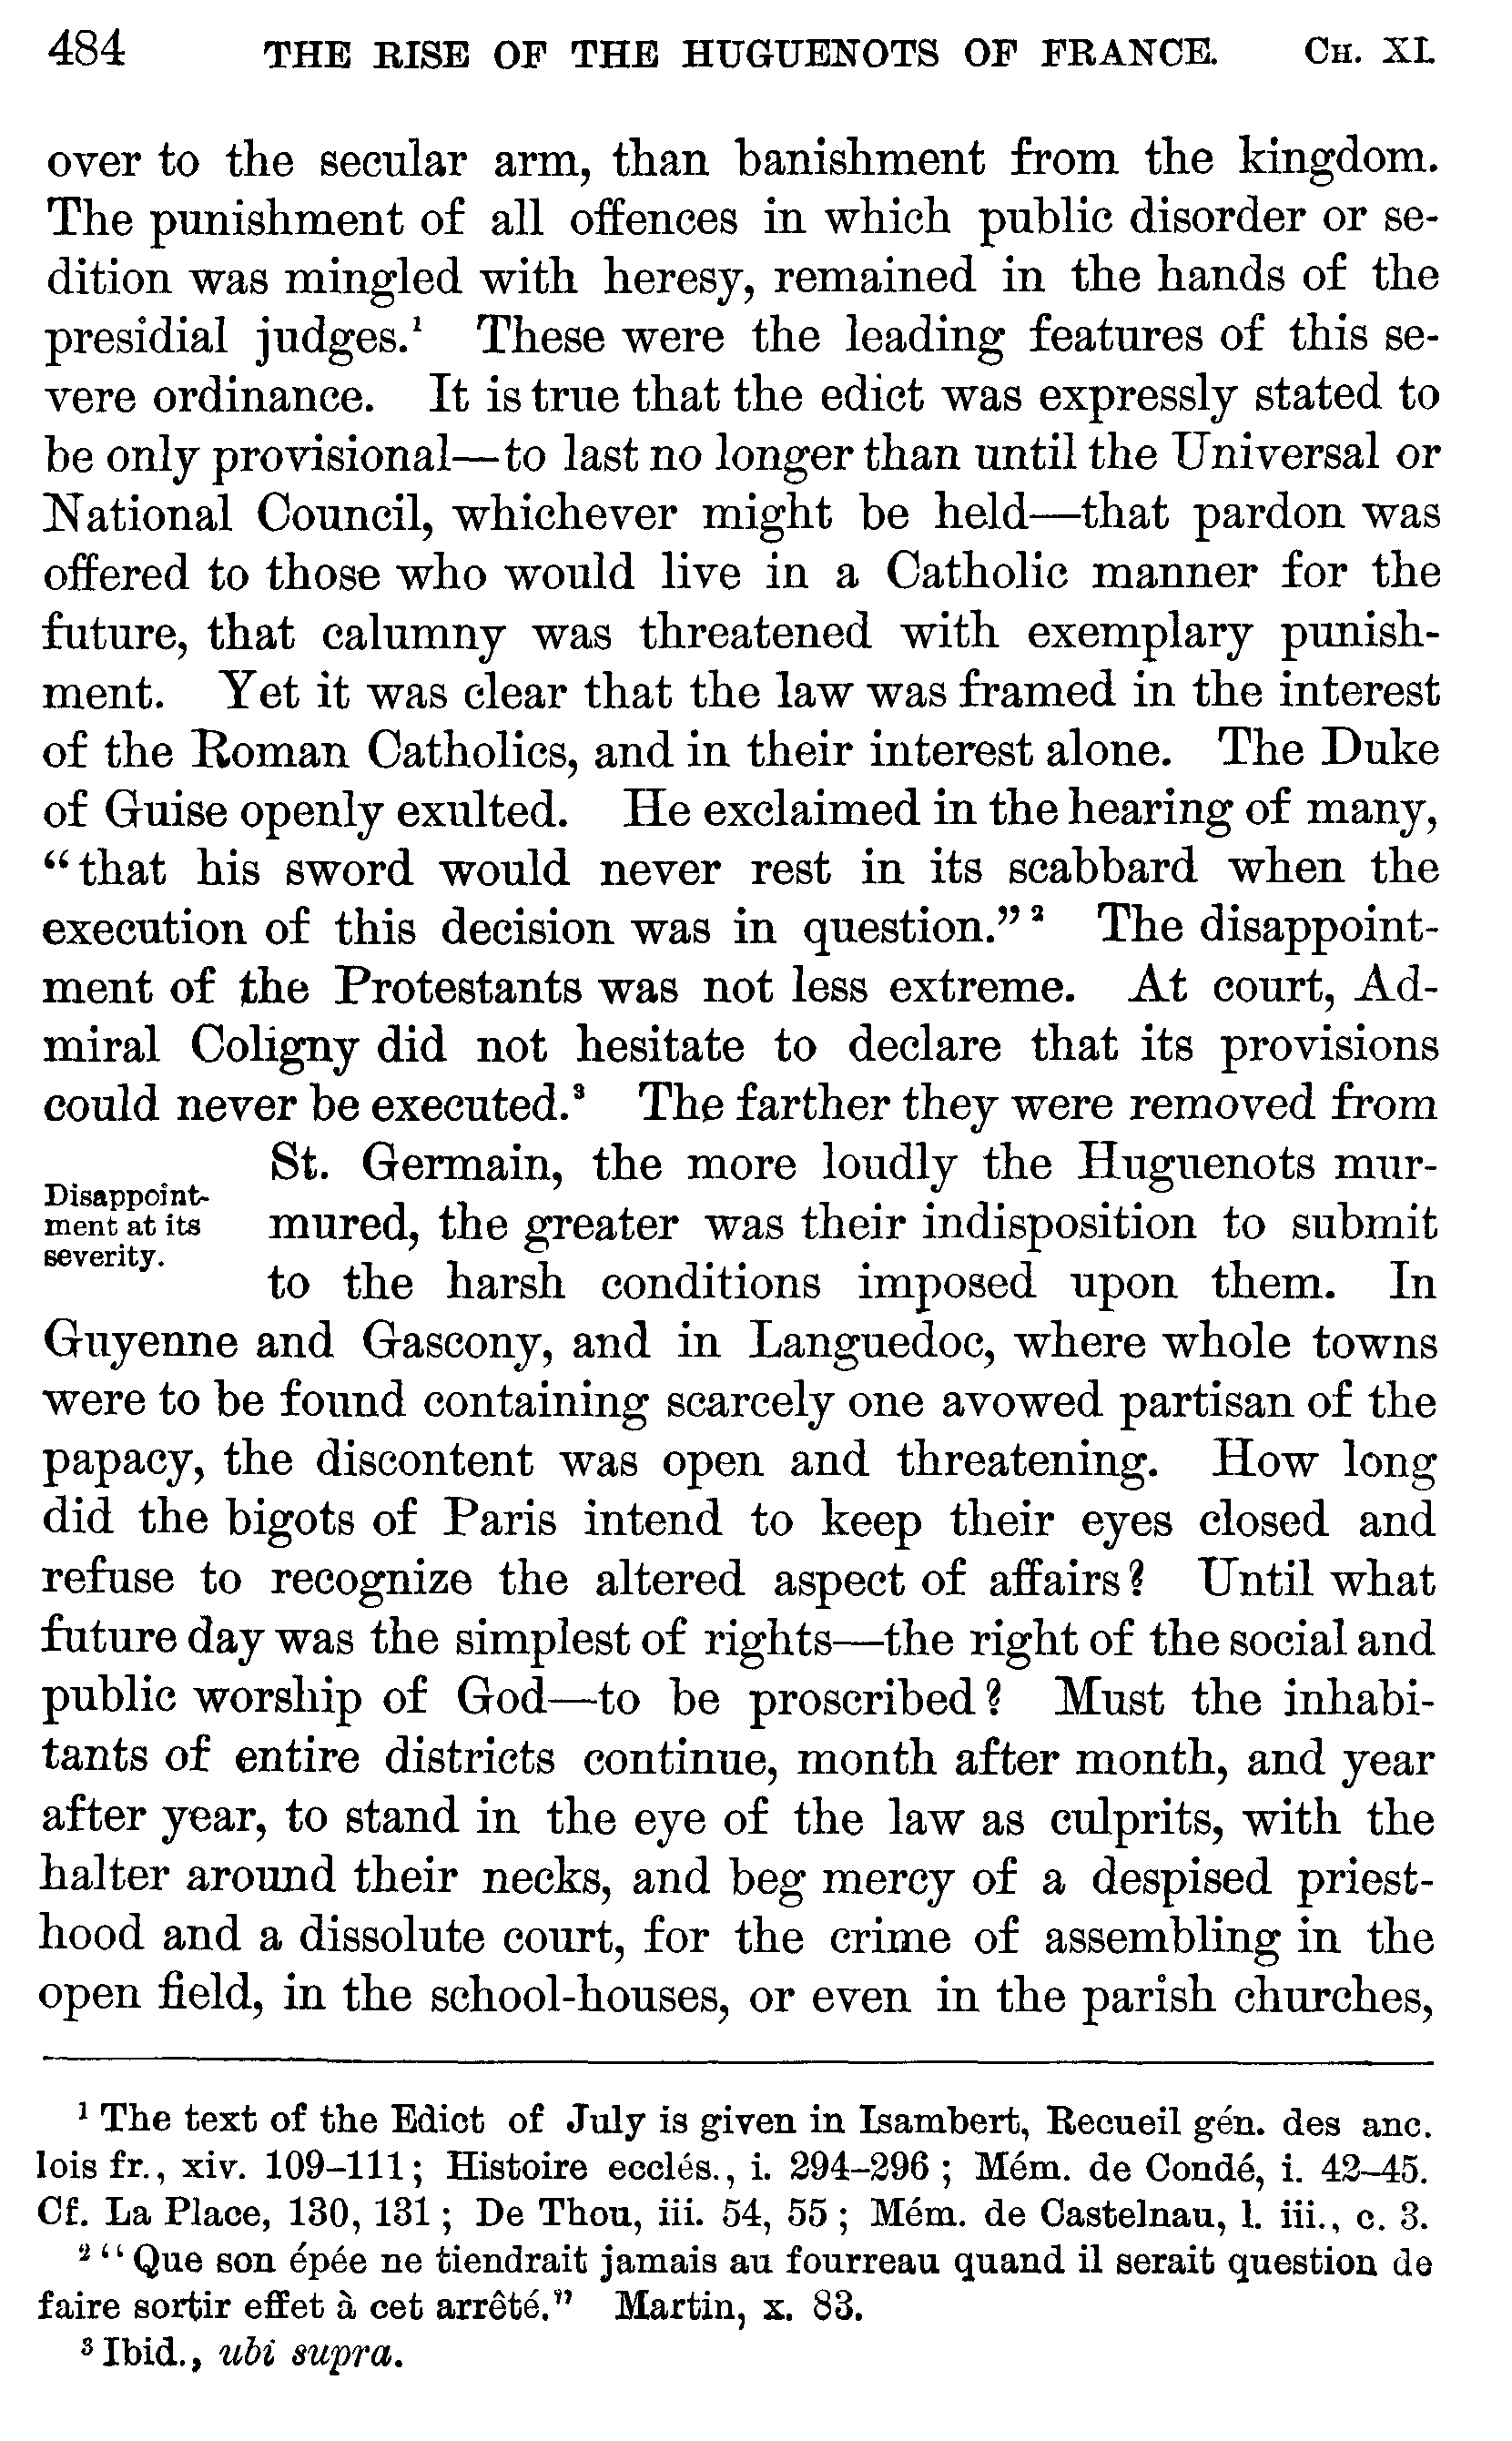 484 THE RISE OF THE HUGUENOTS OF FRANCE. CH. XI.
over to the secular arm, than banishment from the kingdom.
The punishment of all offences in which public disorder or se-
dition was mingled with heresy, remained in the hands of the
presidial judges.¹ These were the leading features of this se-
vere ordinance. It is true that the edict was expressly stated to
be only provisional—to last no longer than until the Universal or
National Council, whichever might be held—that pardon was
offered to those who would live in a Catholic manner for the
future, that calumny was threatened with exemplary punish-
ment. Yet it was clear that the law was framed in the interest
of the Roman Catholics, and in their interest alone. The Duke
of Guise openly exulted. He exclaimed in the hearing of many,
“that his sword would never rest in its scabbard when the
execution of this decision was in question.”² The disappoint-
ment of the Protestants was not less extreme. At court, Ad-
miral Coligny did not hesitate to declare that its provisions
could never be executed.³ The farther they were removed from
St. Germain, the more loudly the Huguenots mur-
Disappoint-
ment at its
severity.
mured, the greater was their indisposition to submit
to the harsh conditions imposed upon them. In
Guyenne and Gascony, and in Languedoc, where whole towns
were to be found containing scarcely one avowed partisan of the
papacy, the discontent was open and threatening. How long
did the bigots of Paris intend to keep their eyes closed and
refuse to recognize the altered aspect of affairs? Until what
future day was the simplest of rights—the right of the social and
public worship of God—to be proscribed? Must the inhabi-
tants of entire districts continue, month after month, and year
after year, to stand in the eye of the law as culprits, with the
halter around their necks, and beg mercy of a despised priest-
hood and a dissolute court, for the crime of assembling in the
open field, in the school-houses, or even in the parish churches,
¹ The text of the Edict of July is given in Isambert, Recueil gén. des anc.
lois fr., xiv. 109–111; Histoire ecclés., i. 294–296; Mém. de Condé, i. 42–45.
Cf. La Place, 130, 131; De Thou, iii. 54, 55; Mém. de Castelnau, l. iii., c. 3.
² “Que son épée ne tiendrait jamais au fourreau quand il serait question de
faire sortir effet à cet arrêté.” Martin, x. 83.
³ Ibid., ubi supra.